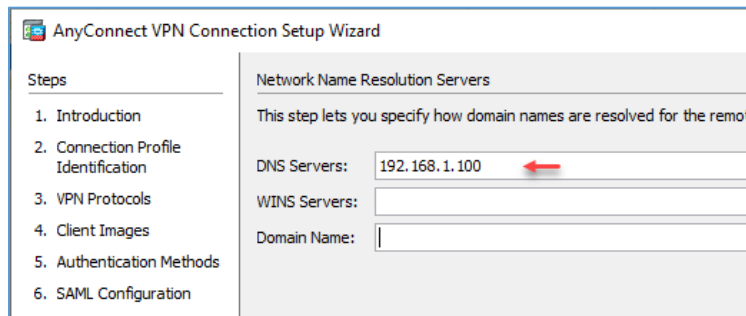 AnyConnect VPN Connection Setup Wizard
Steps
1. Introduction
2. Connection Profile
Identification
3. VPN Protocols
4. Client Images
5. Authentication Methods
6. SAML Configuration
Network Name Resolution Servers
This step lets you specify how domain names are resolved for the remo
DNS Servers: 192.168.1.100
WINS Servers:
Domain Name: